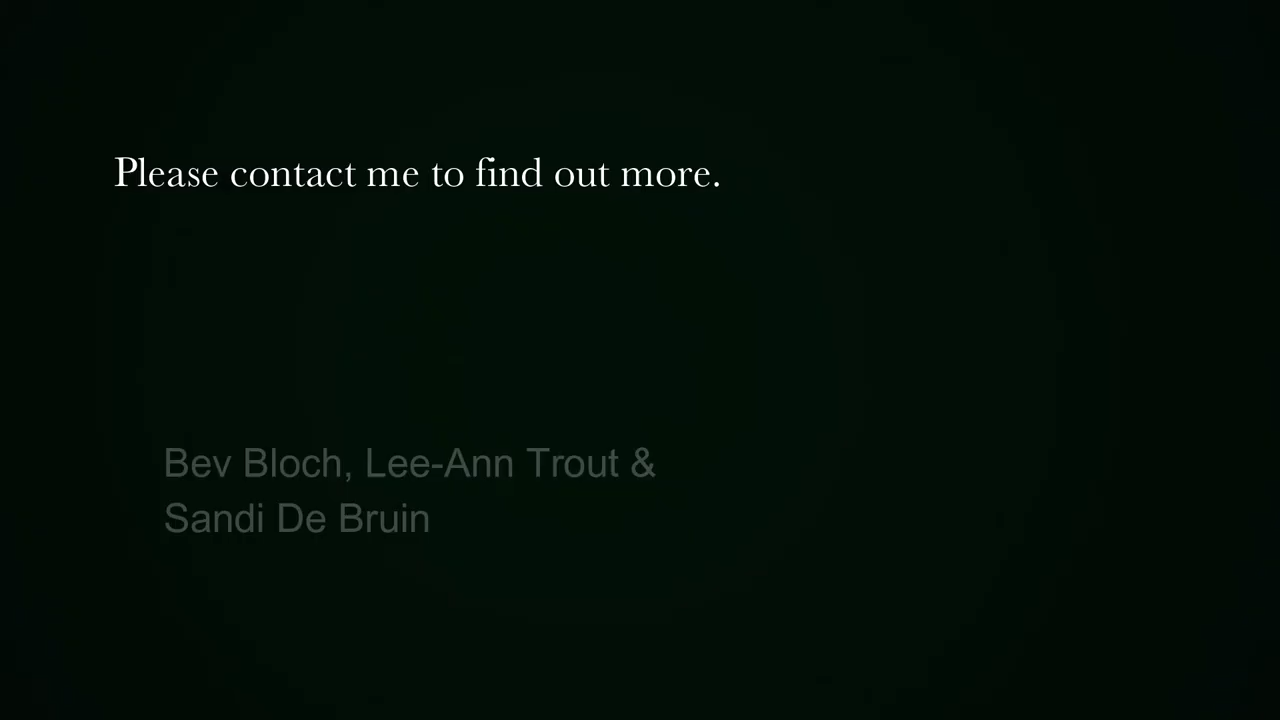 Please contact me to find out more.
Bev Bloch, Lee-Ann Trout &
Sandi De Bruin